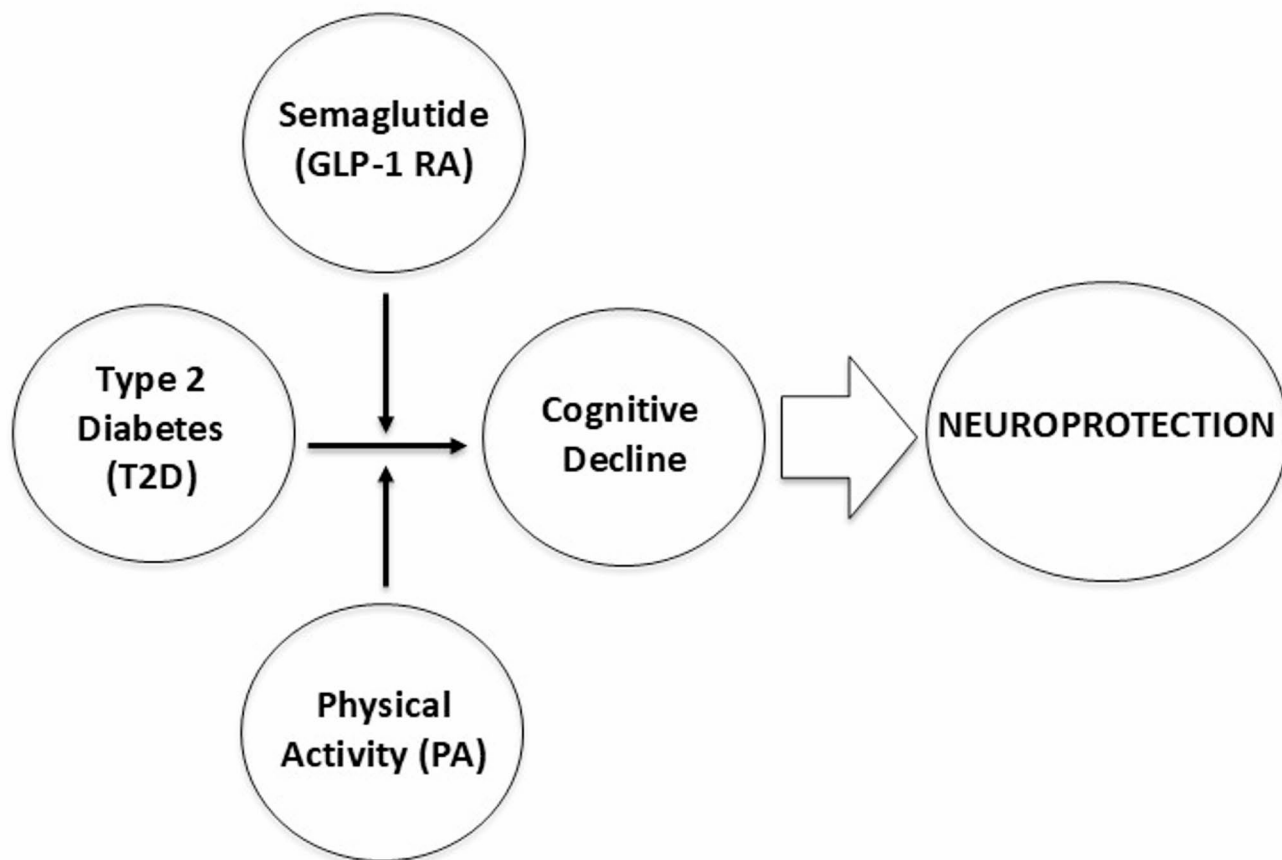 Semaglutide
(GLP-1 RA)
Type 2
Diabetes
(T2D)
Cognitive
Decline
NEUROPROTECTION
Physical
Activity (PA)